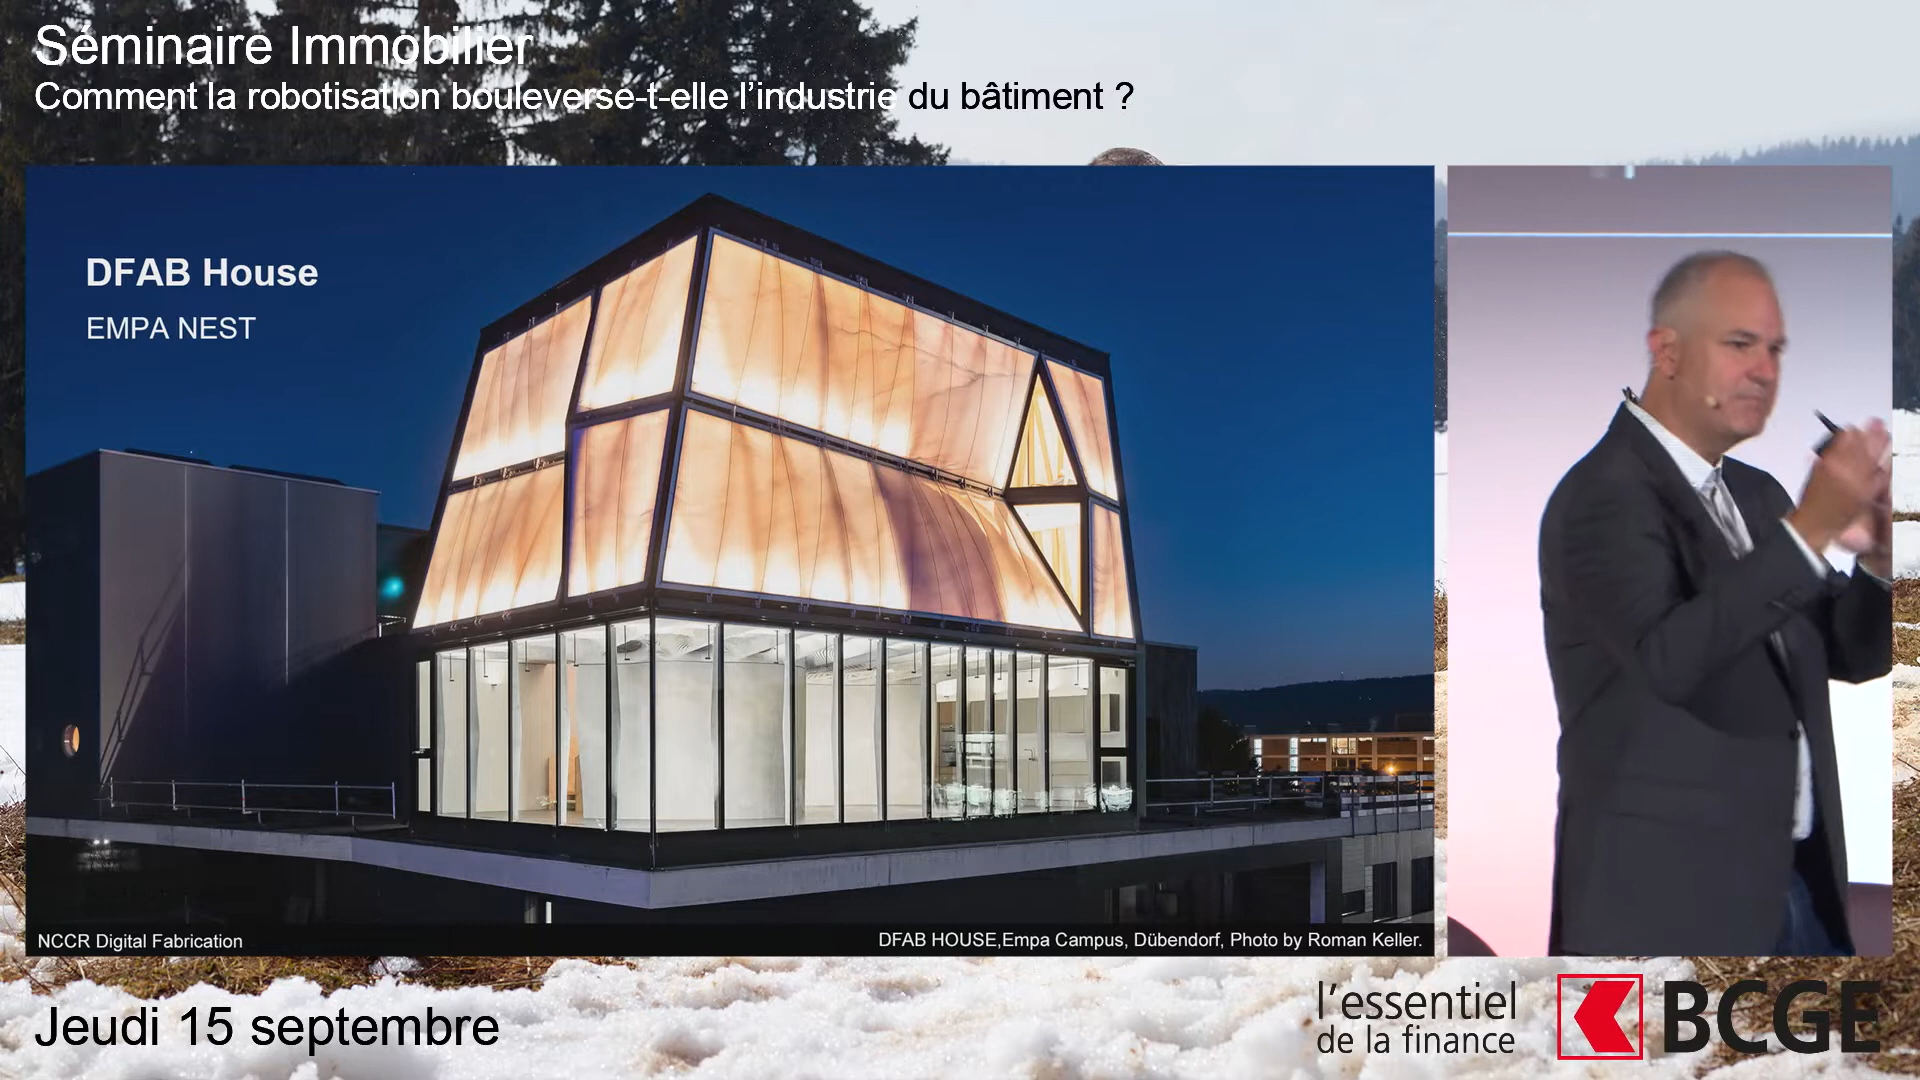 Séminaire Immobilier
Comment la robotisation bouleverse-t-elle l’industrie du bâtiment ?
DFAB House
EMPA NEST
NCCR Digital Fabrication
DFAB HOUSE,Empa Campus, Dübendorf, Photo by Roman Keller.
Jeudi 15 septembre
l’essentiel
de la finance
BCGE